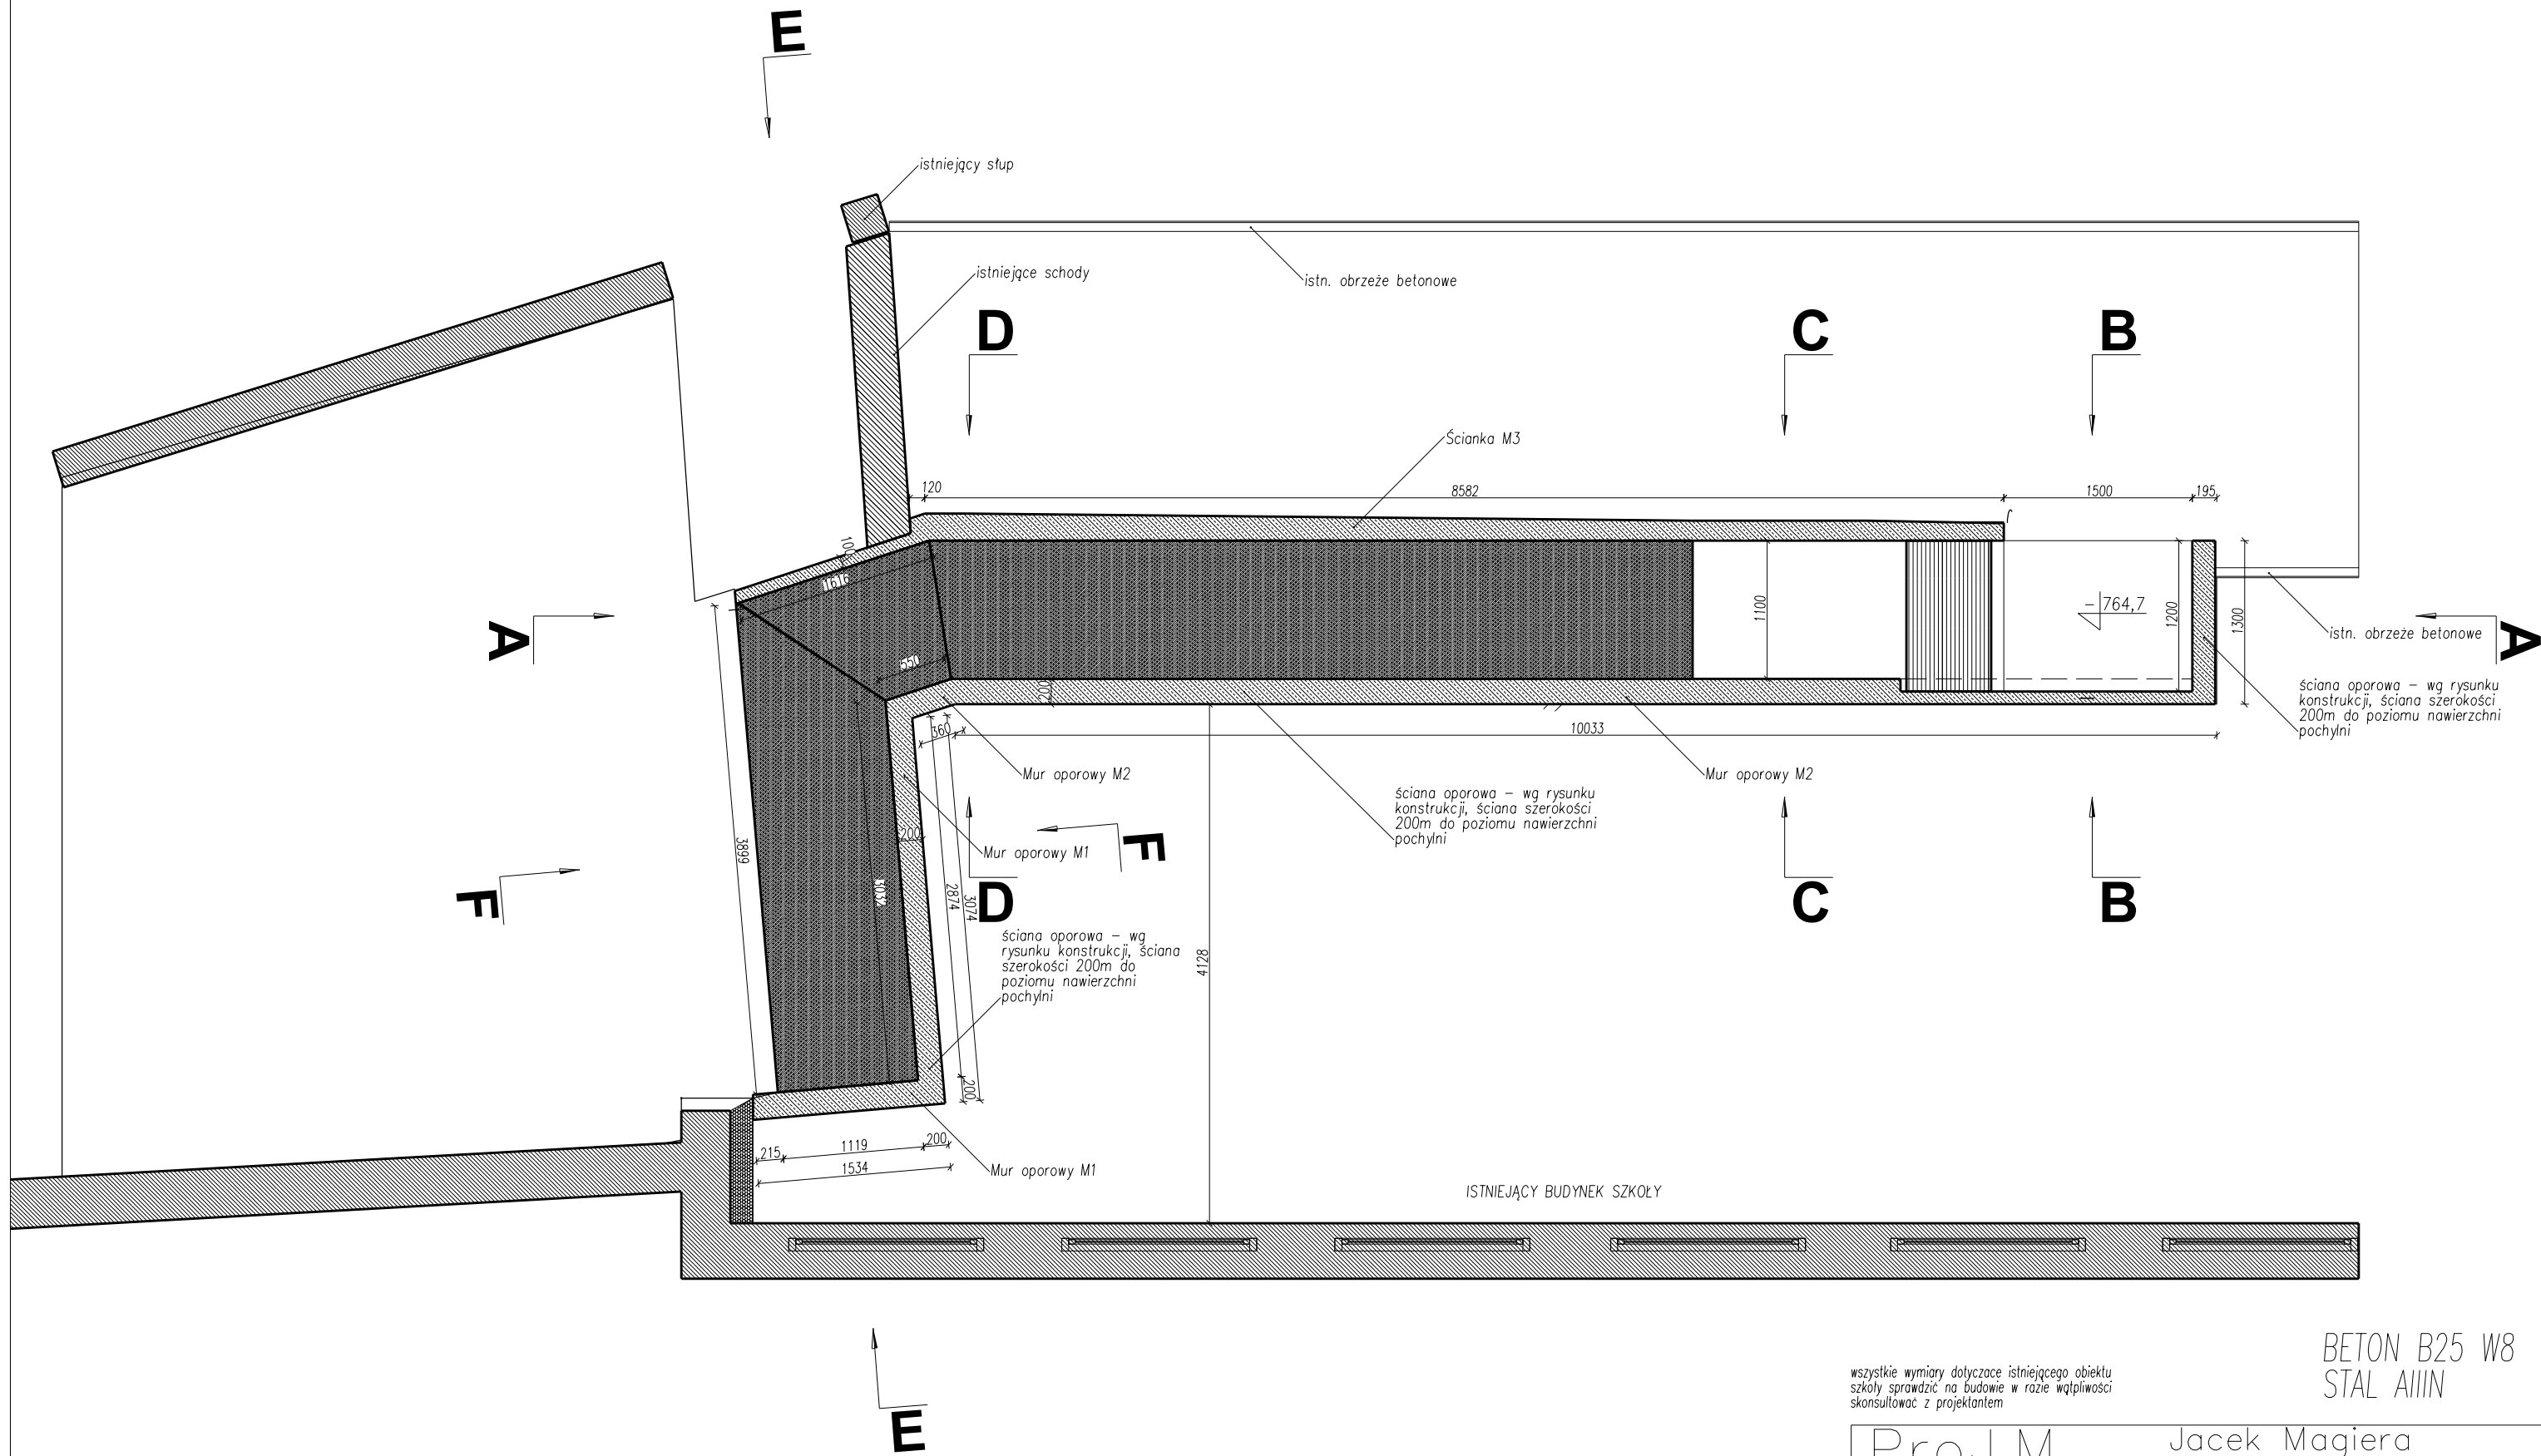 E
istniejący słup
istniejące schody
istn. obrzeże betonowe
D
C
B
Ścianka M3
120
8582
1500
195
1616
1100
- 764,7
1200
1300
A
A
istn. obrzeże betonowe
550
200
ściana oporowa – wg rysunku
konstrukcji, ściana szerokości
200m do poziomu nawierzchni
pochylni
360
10033
Mur oporowy M2
Mur oporowy M2
ściana oporowa – wg rysunku
konstrukcji, ściana szerokości
200m do poziomu nawierzchni
pochylni
3899
200
Mur oporowy M1
F
F
2874
3074
D
C
B
ściana oporowa – wg
rysunku konstrukcji, ściana
szerokości 200m do
poziomu nawierzchni
pochylni
4128
200
215
1119
200
1534
Mur oporowy M1
ISTNIEJĄCY BUDYNEK SZKOŁY
E
BETON B25 W8
STAL AIIIN
wszystkie wymiary dotyczace istniejącego obiektu
szkoły sprawdzić na budowie w razie wątpliwości
skonsultować z projektantem
Jacek Magiera